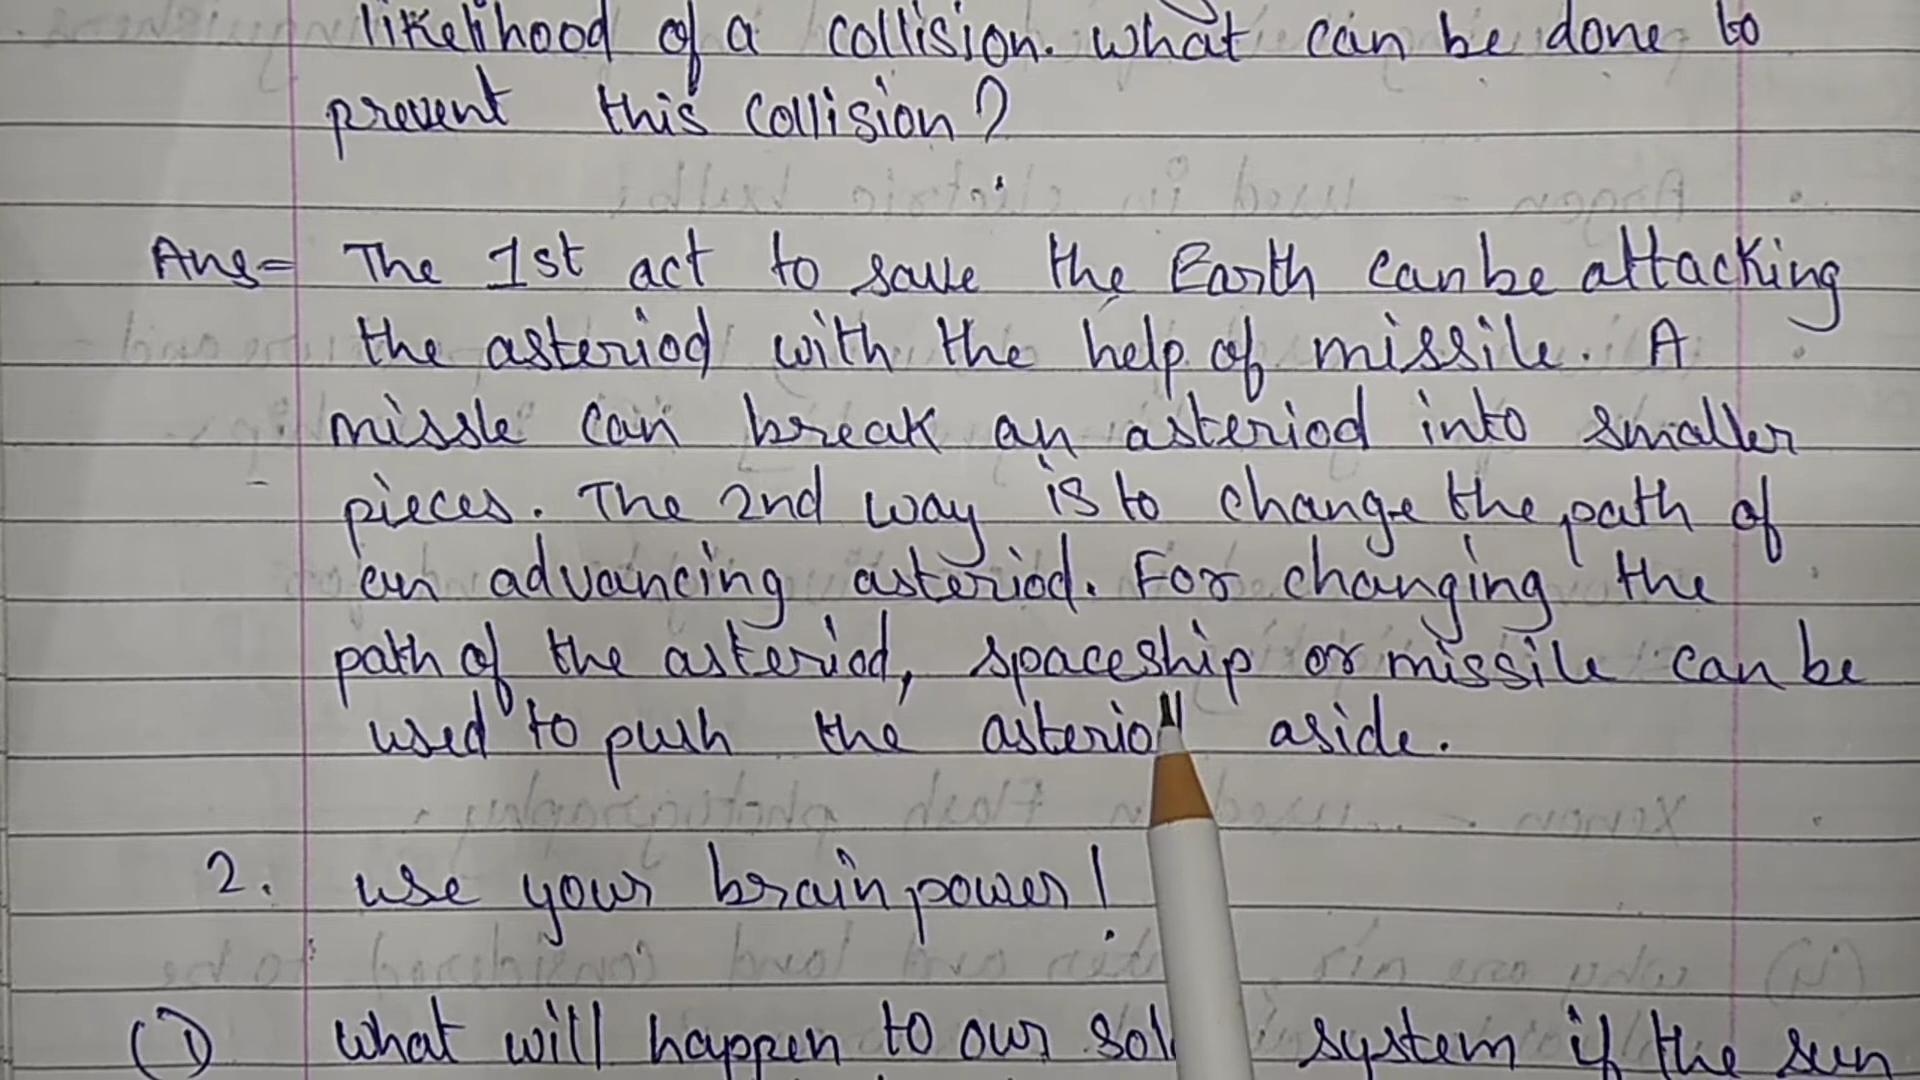 likelihood of a collision. What can be done to
prevent this collision?
Ans= The 1st act to save the Earth can be attacking
the asteriod with the help of missile. A
missle can break an asteriod into smaller
pieces. The 2nd way is to change the path of
an advancing asteriod. For changing the
path of the asteriod, spaceship or missile can be
used to push the asteriod aside.
2. use your brain power!
(1) what will happen to our solar system if the sun